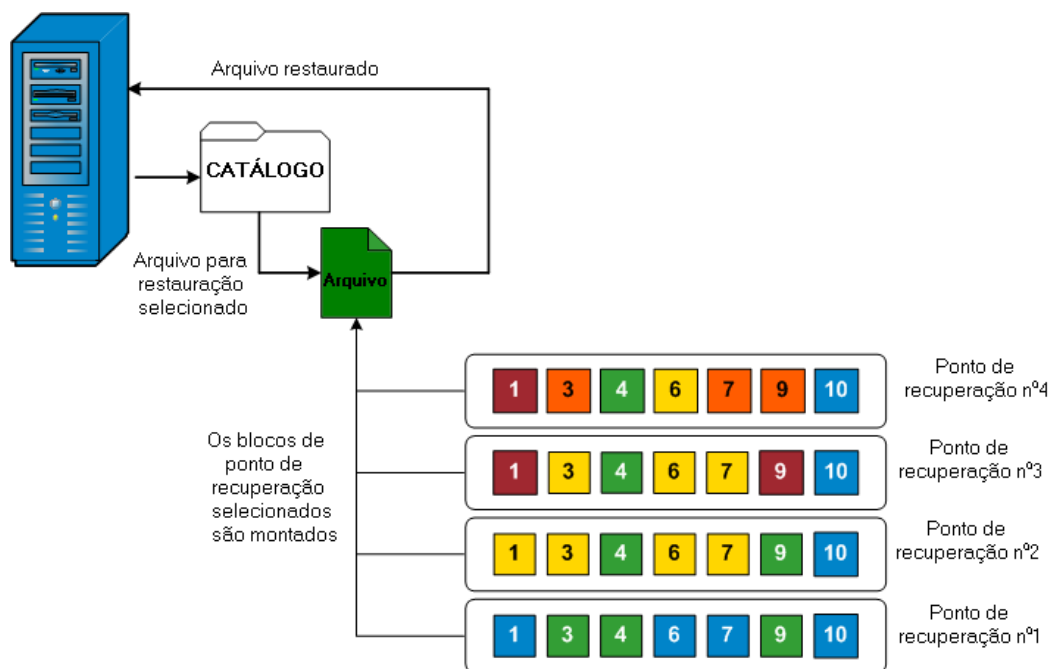 Arquivo restaurado
CATÁLOGO
Arquivo para
restauração
selecionado
Arquivo
Os blocos de
ponto de
recuperação
selecionados
são montados
1 3 4 6 7 9 10
Ponto de
recuperação nº4
1 3 4 6 7 9 10
Ponto de
recuperação nº3
1 3 4 6 7 9 10
Ponto de
recuperação nº2
1 3 4 6 7 9 10
Ponto de
recuperação nº1